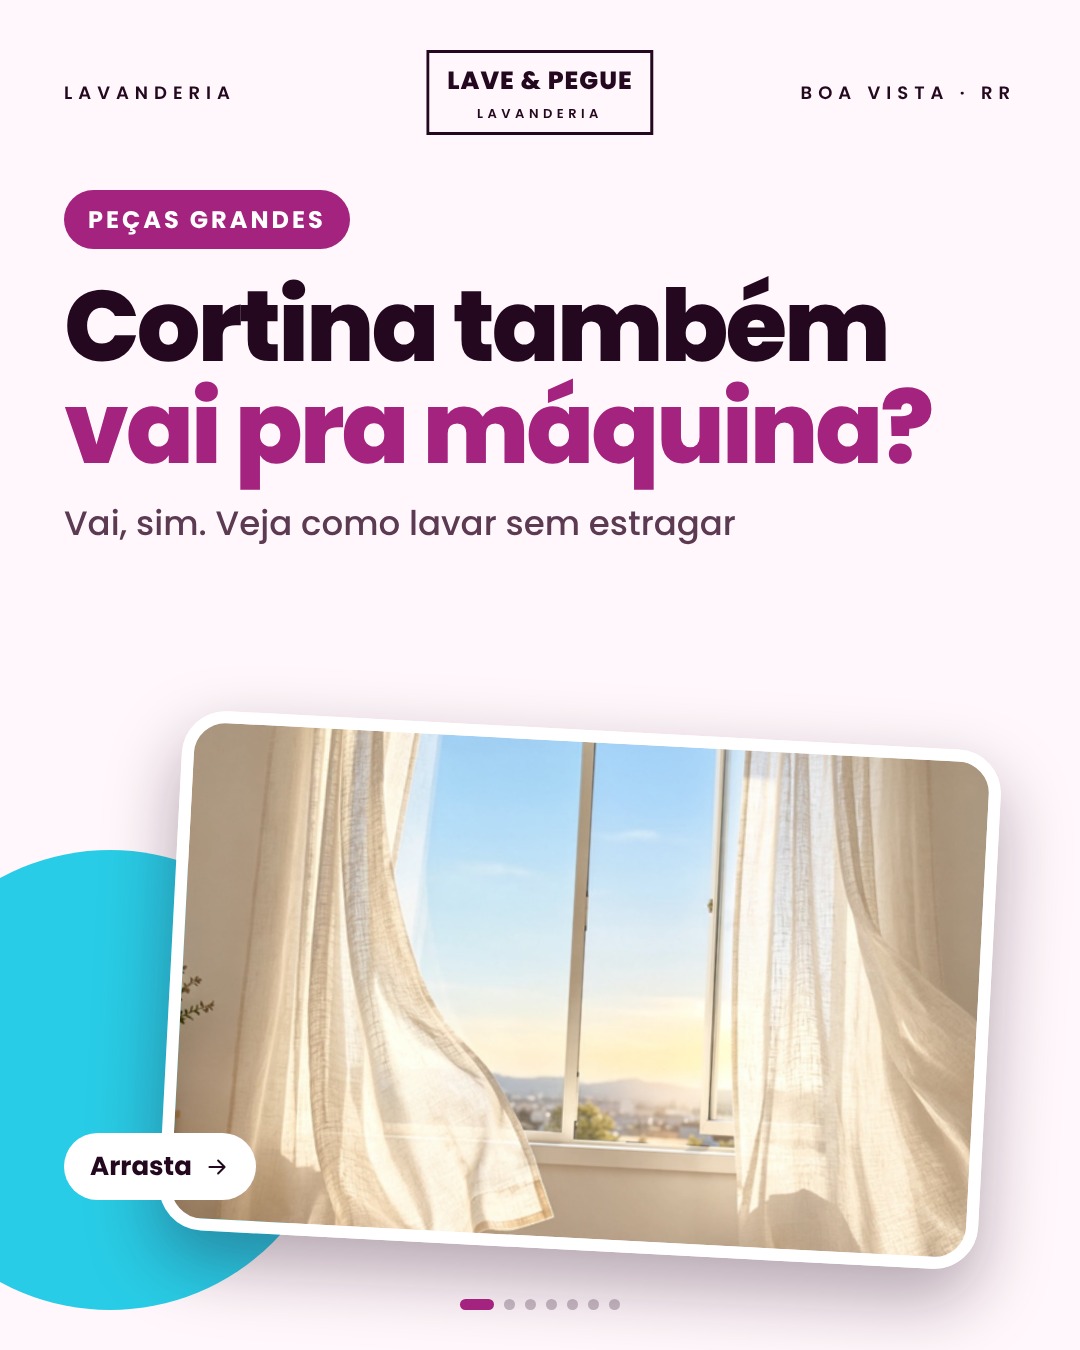 LAVANDERIA
LAVE & PEGUE
LAVANDERIA
BOA VISTA · RR
PEÇAS GRANDES
Cortina também
vai pra máquina?
Vai, sim. Veja como lavar sem estragar
Arrasta →